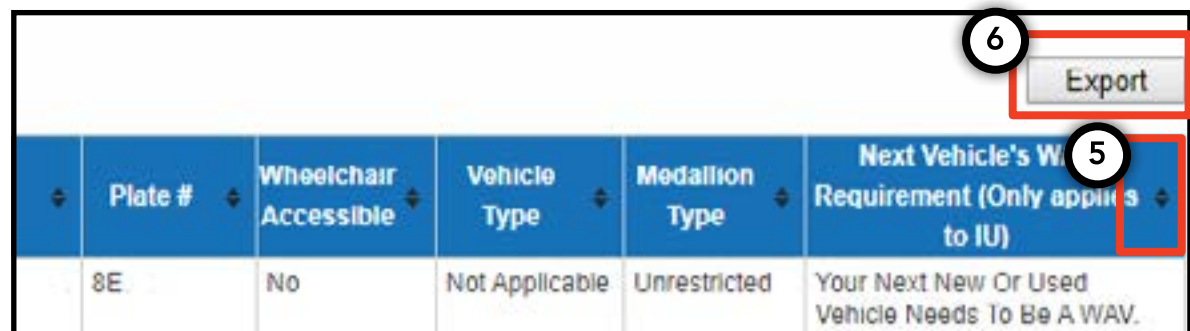 6
Export
5
Plate #
Wheelchair
Accessible
Vehicle
Type
Medallion
Type
Next Vehicle's
Requirement (Only applies
to IU)
8E
No
Not Applicable
Unrestricted
Your Next New Or Used
Vehicle Needs To Be A WAV.